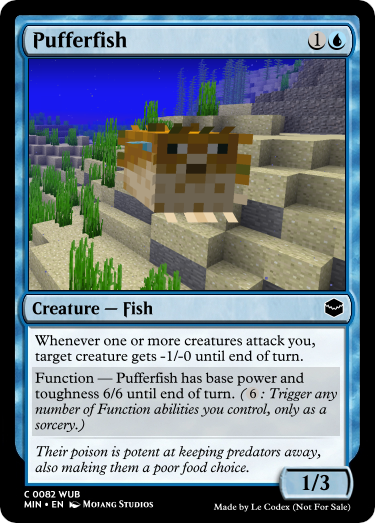 Pufferfish 1
Creature — Fish
Whenever one or more creatures attack you,
target creature gets -1/-0 until end of turn.
Function — Pufferfish has base power and
toughness 6/6 until end of turn. ( 6 : Trigger any
number of Function abilities you control, only as a
sorcery.)
Their poison is potent at keeping predators away,
also making them a poor food choice.
1/3
C 0082 WUB
MIN • EN Mojang Studios
Made by Le Codex (Not For Sale)